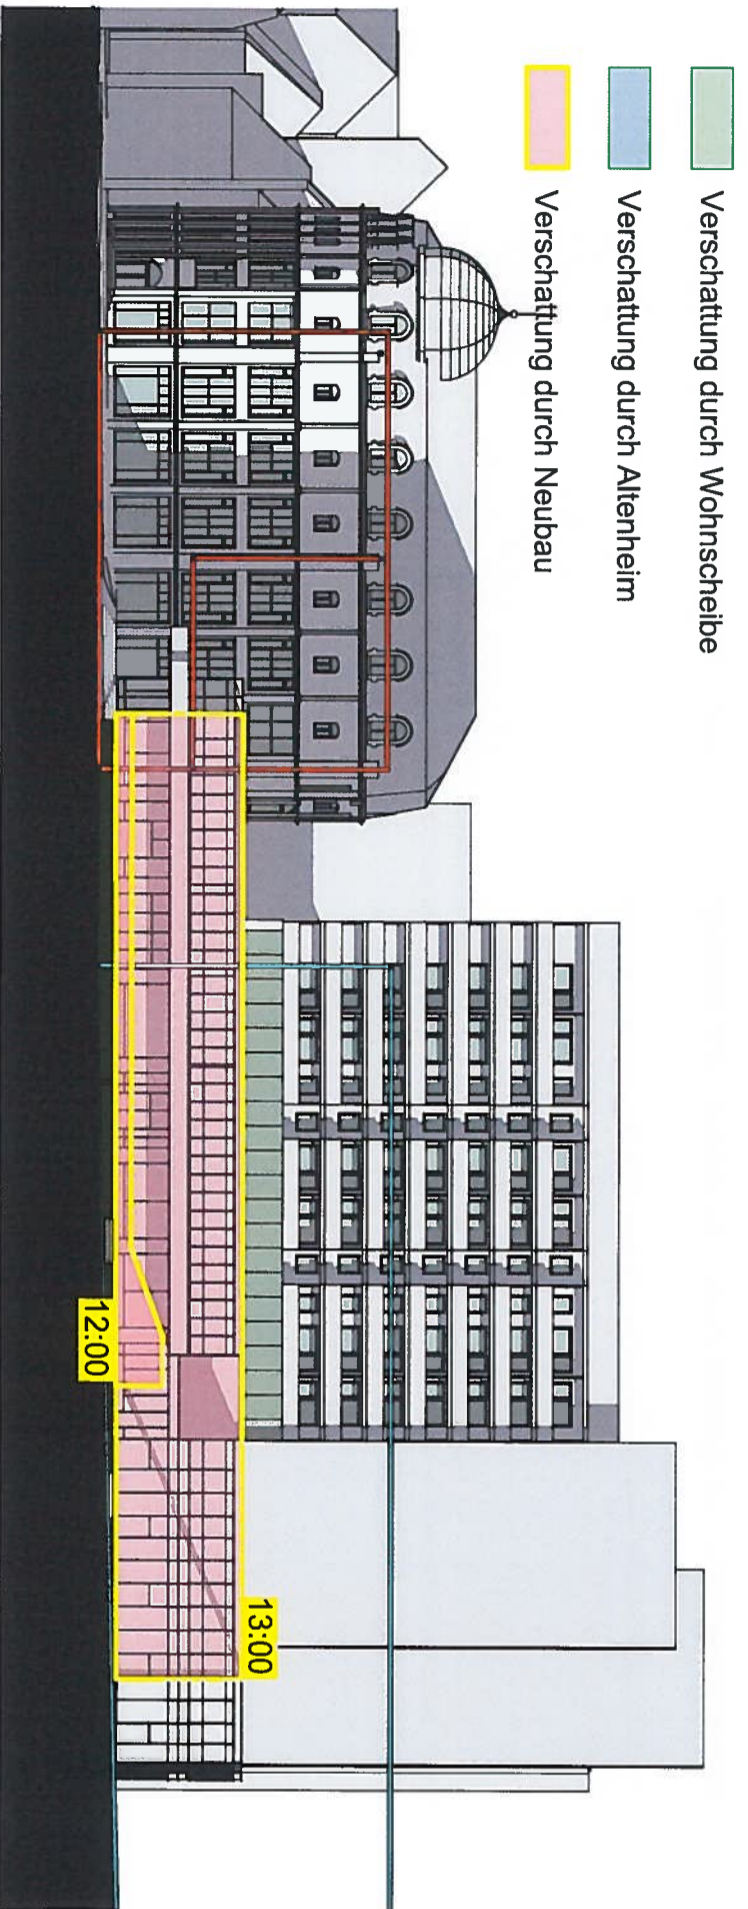 Verschattung durch Wohnscheibe
Verschattung durch Altenheim
Verschattung durch Neubau
12:00
13:00